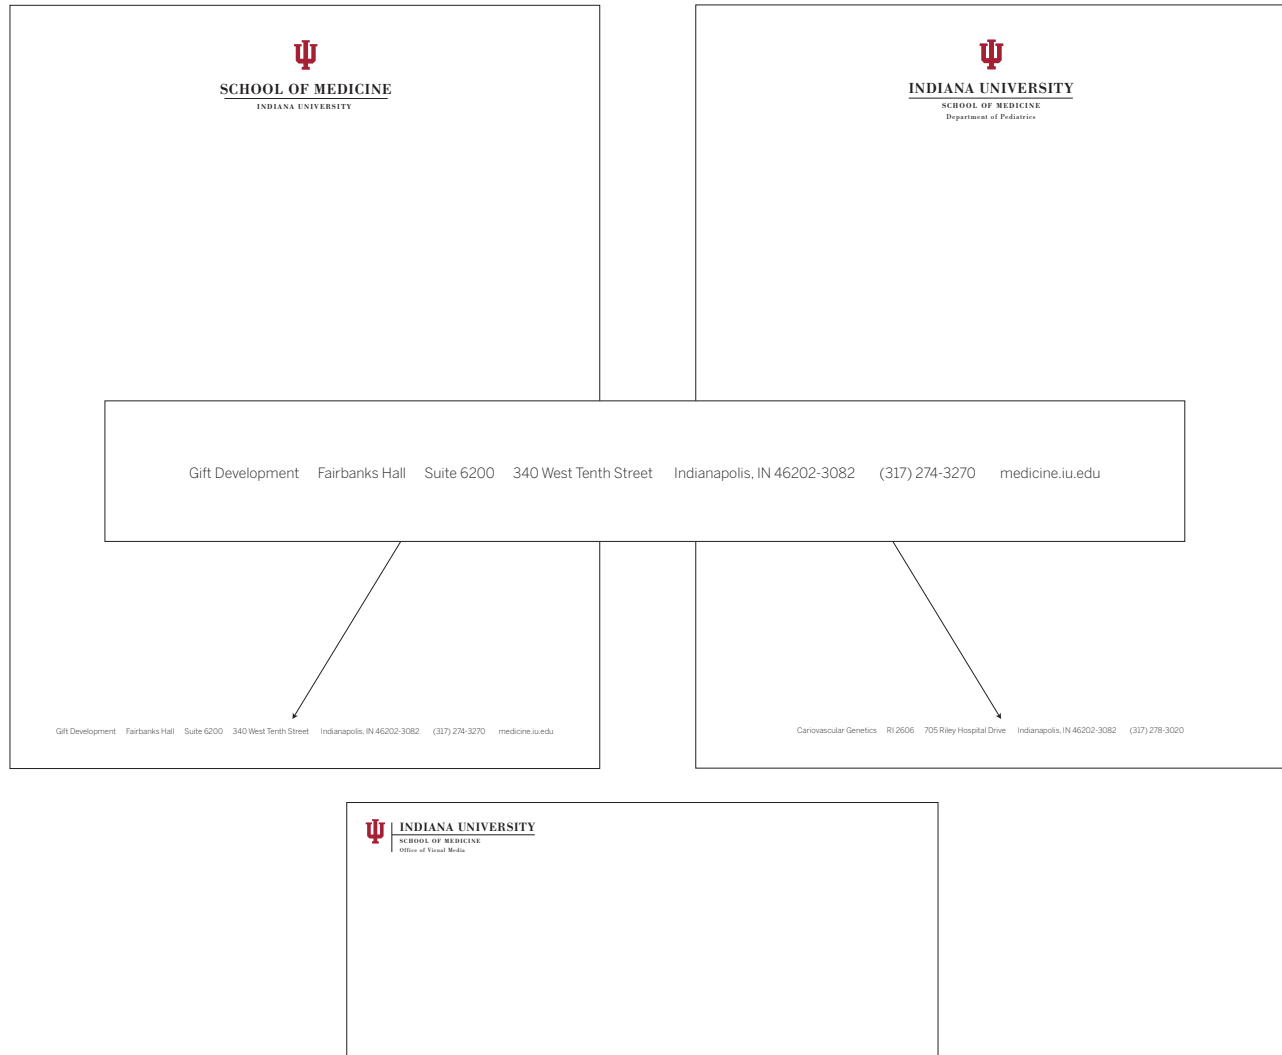 SCHOOL OF MEDICINE
INDIANA UNIVERSITY
INDIANA UNIVERSITY
SCHOOL OF MEDICINE
Department of Pediatrics
Gift Development Fairbanks Hall Suite 6200 340 West Tenth Street Indianapolis, IN 46202-3082 (317) 274-3270 medicine.iu.edu
Gift Development Fairbanks Hall Suite 6200 340 West Tenth Street Indianapolis, IN 46202-3082 (317) 274-3270 medicine.iu.edu
Cariovascular Genetics RI 2606 705 Riley Hospital Drive Indianapolis, IN 46202-3082 (317) 278-3020
INDIANA UNIVERSITY
SCHOOL OF MEDICINE
Office of Visual Media